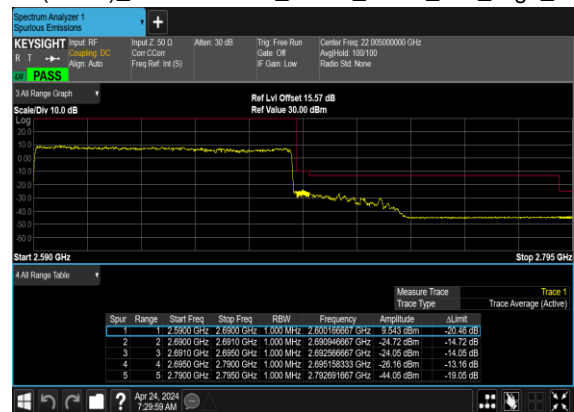 Spectrum Analyzer 1
Spurious Emissions
KEYSIGHT Input: RF Input Z: 50 Ω Atten: 30 dB Trig: Free Run Center Freq: 22.005000000 GHz
R T Coupling: DC Corr CCorr Gate: Off Avg|Hold: 100/100
Align: Auto Freq Ref: Int (S) IF Gain: Low Radio Std: None
PASS
3 All Range Graph
Ref Lvl Offset 15.57 dB
Scale/Div 10.0 dB Ref Value 30.00 dBm
Log
20.0
10.0
0.00
-10.0
-20.0
-30.0
-40.0
-50.0
-60.0
Start 2.590 GHz Stop 2.795 GHz
4 All Range Table
Measure Trace Trace 1
Trace Type Trace Average (Active)
Spur Range Start Freq Stop Freq RBW Frequency Amplitude ΔLimit
1 1 2.5900 GHz 2.6900 GHz 1.000 MHz 2.600166667 GHz 9.543 dBm -20.46 dB
2 2 2.6900 GHz 2.6910 GHz 1.000 MHz 2.690946667 GHz -24.72 dBm -14.72 dB
3 3 2.6910 GHz 2.6950 GHz 1.000 MHz 2.692566667 GHz -24.05 dBm -14.05 dB
4 4 2.6950 GHz 2.7900 GHz 1.000 MHz 2.695158333 GHz -26.16 dBm -13.16 dB
5 5 2.7900 GHz 2.7950 GHz 1.000 MHz 2.792691667 GHz -44.05 dBm -19.05 dB
Apr 24, 2024
7:29:59 AM